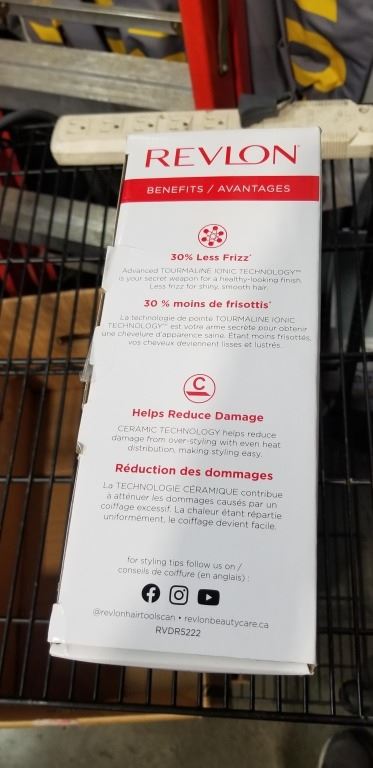 REVLON
BENEFITS / AVANTAGES
30% Less Frizz*
Advanced TOURMALINE IONIC TECHNOLOGY™
is your secret weapon for a healthy-looking finish.
Less frizz for shiny, smooth hair.
30 % moins de frisottis*
La technologie de pointe TOURMALINE IONIC
TECHNOLOGY™ est votre arme secrète pour obtenir
une chevelure d'apparence saine. Étant moins frisottés,
vos cheveux deviennent lisses et lustrés.
C
Helps Reduce Damage
CERAMIC TECHNOLOGY helps reduce
damage from over-styling with even heat
distribution, making styling easy.
Réduction des dommages
La TECHNOLOGIE CÉRAMIQUE contribue
à atténuer les dommages causés par un
coiffage excessif. La chaleur étant répartie
uniformément, le coiffage devient facile.
for styling tips follow us on /
conseils de coiffure (en anglais) :
@revlonhairtoolscan • revlonbeautycare.ca
RVDR5222